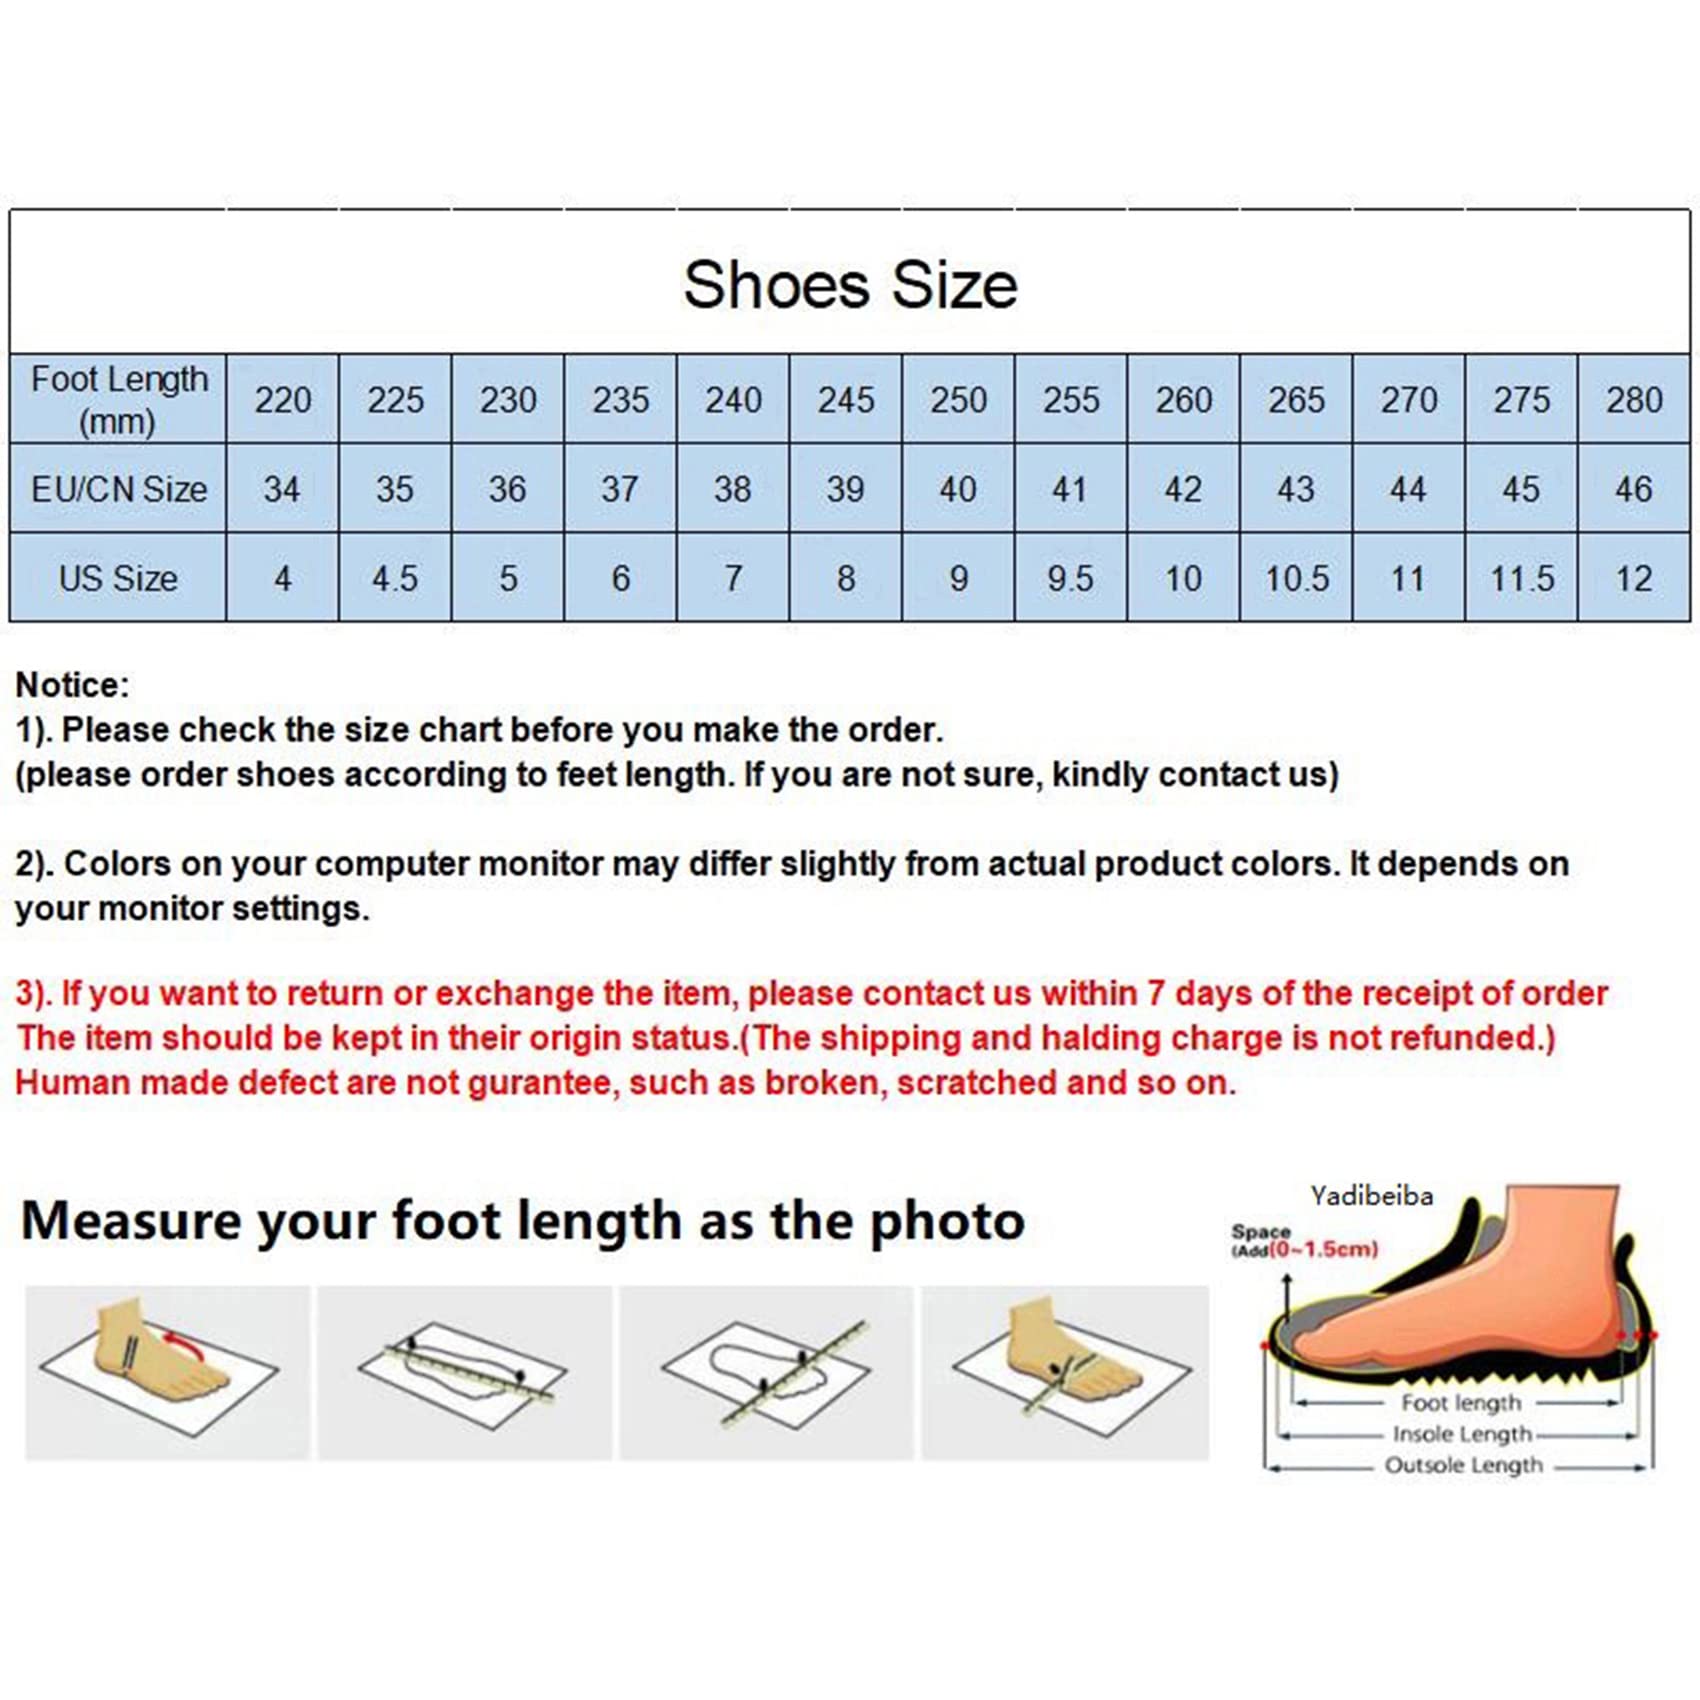 Shoes Size
Foot Length (mm) 220 225 230 235 240 245 250 255 260 265 270 275 280
EU/CN Size 34 35 36 37 38 39 40 41 42 43 44 45 46
US Size 4 4.5 5 6 7 8 9 9.5 10 10.5 11 11.5 12
Notice:
1). Please check the size chart before you make the order.
(please order shoes according to feet length. If you are not sure, kindly contact us)
2). Colors on your computer monitor may differ slightly from actual product colors. It depends on
your monitor settings.
3). If you want to return or exchange the item, please contact us within 7 days of the receipt of order
The item should be kept in their origin status.(The shipping and halding charge is not refunded.)
Human made defect are not gurantee, such as broken, scratched and so on.
Measure your foot length as the photo
Yadibeiba
Space
(Add(0~1.5cm)
Foot length
Insole Length
Outsole Length